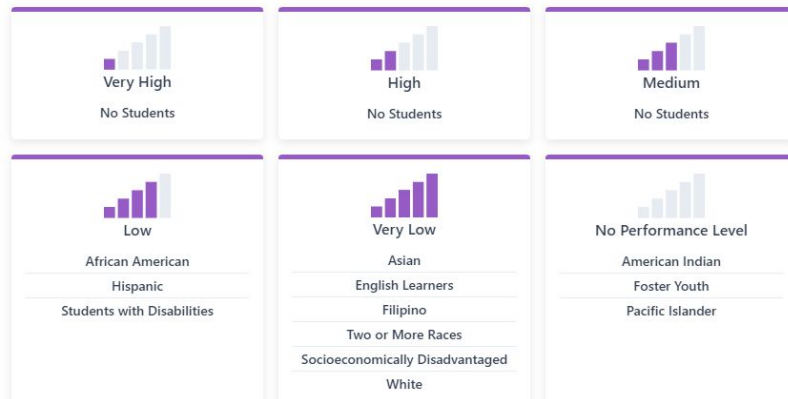 Very High
No Students
High
No Students
Medium
No Students
Low
African American
Hispanic
Students with Disabilities
Very Low
Asian
English Learners
Filipino
Two or More Races
Socioeconomically Disadvantaged
White
No Performance Level
American Indian
Foster Youth
Pacific Islander